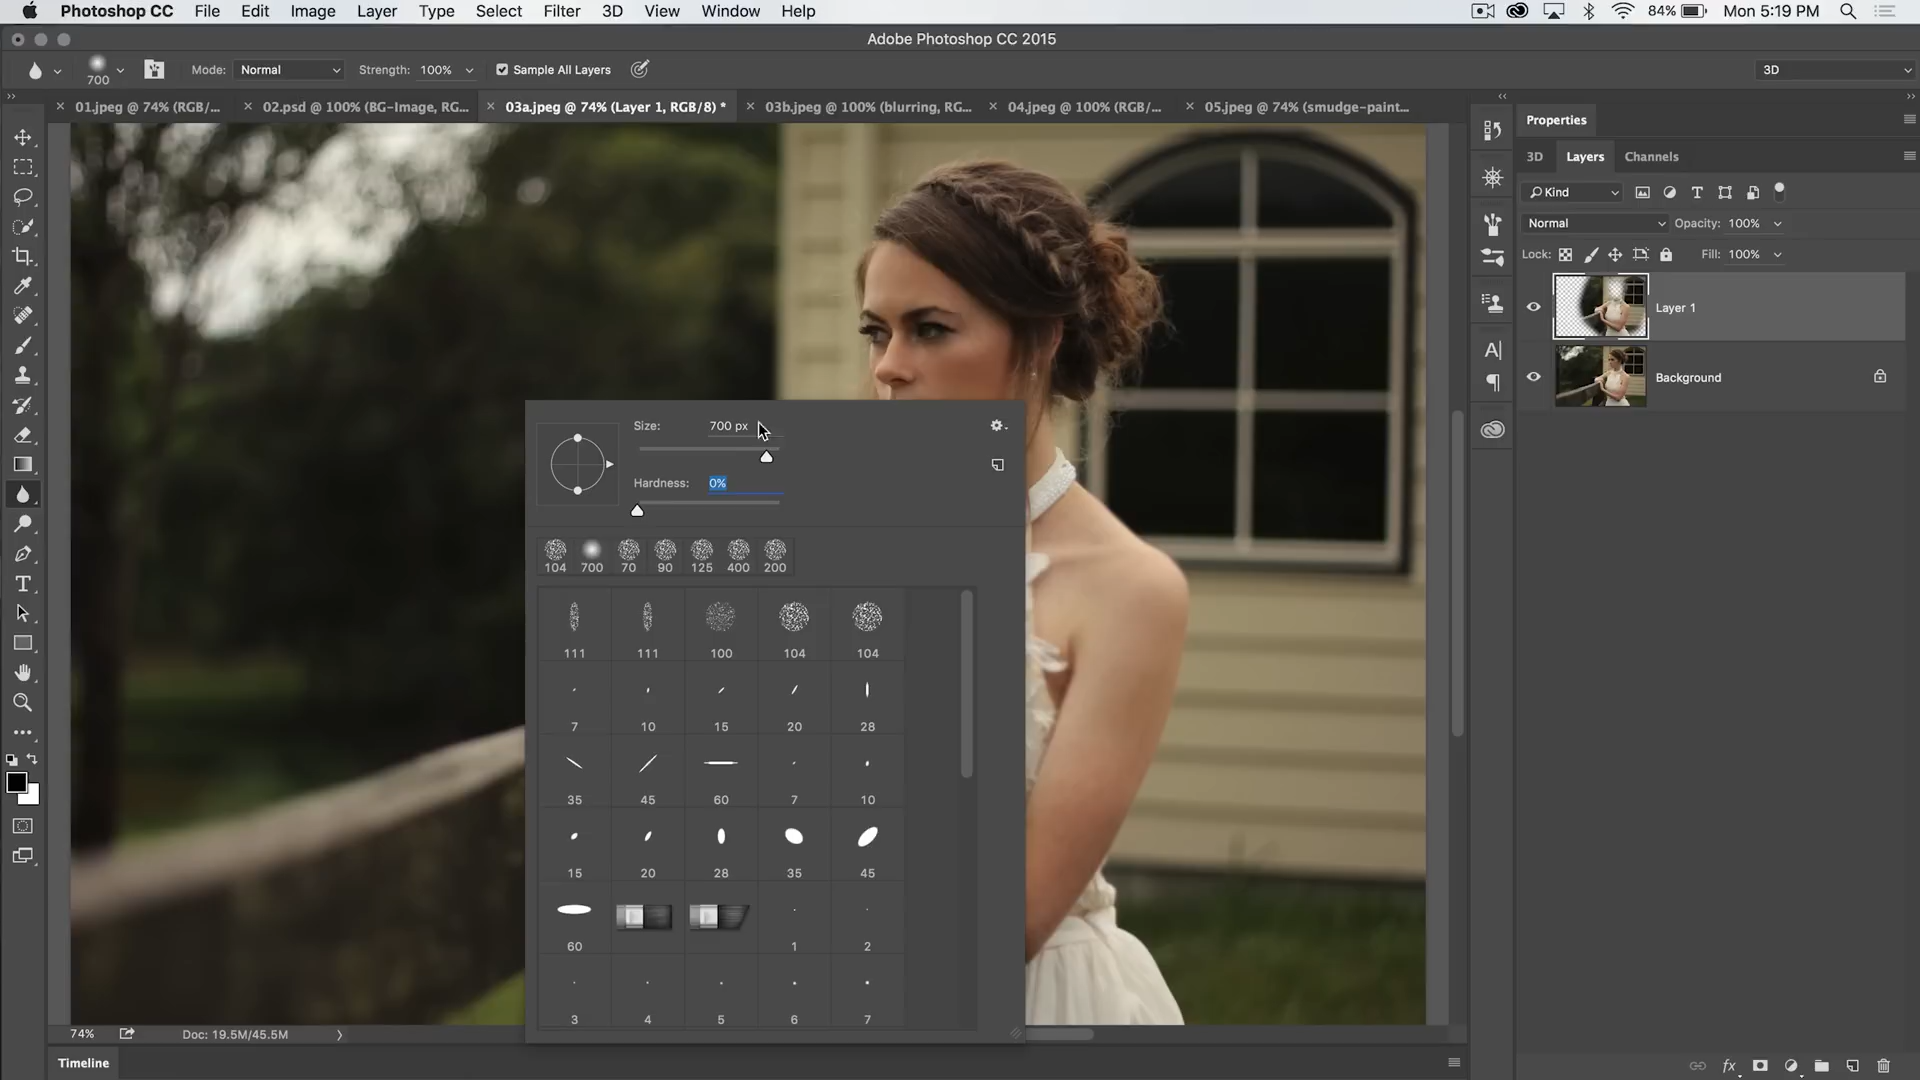 Photoshop CC File Edit Image Layer Type Select Filter 3D View Window Help 84% Mon 5:19 PM
Adobe Photoshop CC 2015
700 Mode: Normal Strength: 100% Sample All Layers 3D
01.jpeg @ 74% (RGB/... 02.psd @ 100% (BG-Image, RG... 03a.jpeg @ 74% (Layer 1, RGB/8) * 03b.jpeg @ 100% (blurring, RG... 04.jpeg @ 100% (RGB/... 05.jpeg @ 74% (smudge-paint...
Properties
3D Layers Channels
Kind
Normal Opacity: 100%
Lock: Fill: 100%
Layer 1
Background
Size: 700 px
Hardness: 0%
104 700 70 90 125 400 200
111 111 100 104 104
7 10 15 20 28
35 45 60 7 10
15 20 28 35 45
60 1 2
3 4 5 6 7
74% Doc: 19.5M/45.5M
Timeline
fx